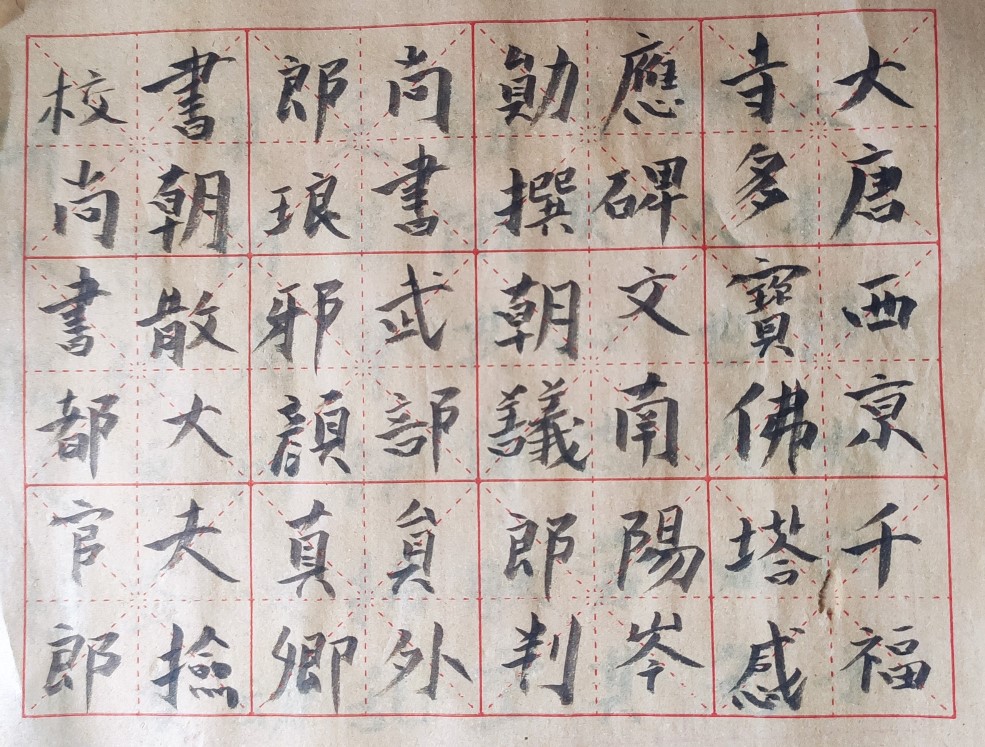 大唐西京千福
寺多寶佛塔感
應碑文南陽岑
勛撰朝議郎判
尚書武部貟外
郎琅邪顏真卿
書朝散大夫撿
校尚書都官郎